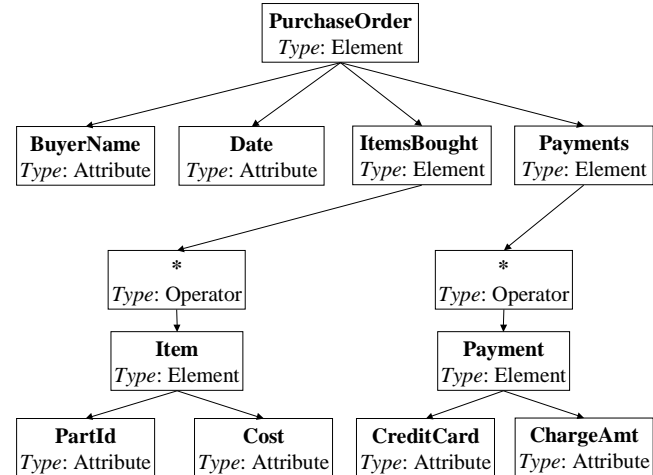 PurchaseOrder
Type: Element
BuyerName
Type: Attribute
Date
Type: Attribute
ItemsBought
Type: Element
Payments
Type: Element
*
Type: Operator
*
Type: Operator
Item
Type: Element
Payment
Type: Element
PartId
Type: Attribute
Cost
Type: Attribute
CreditCard
Type: Attribute
ChargeAmt
Type: Attribute